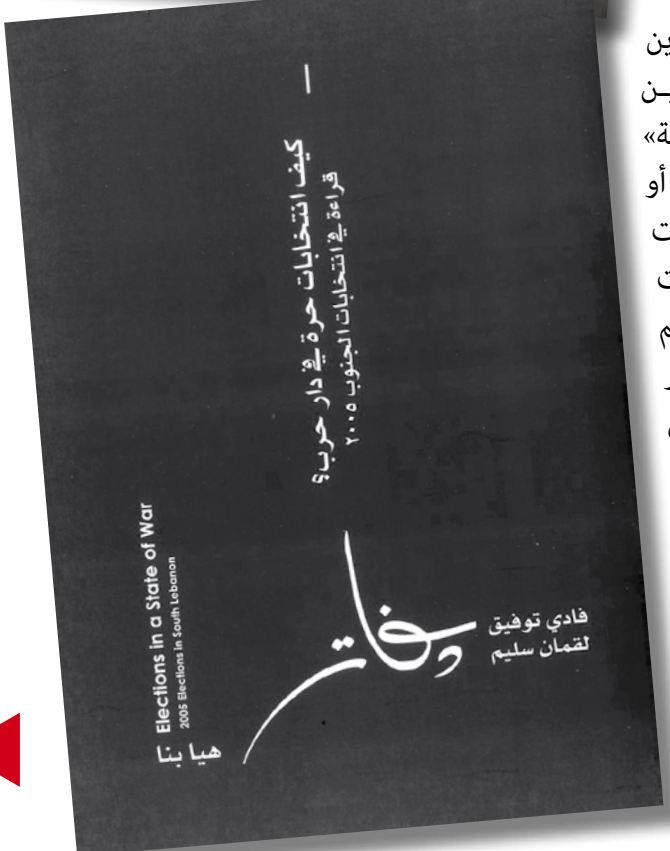 أو
كيف انتخابات حرة في دار حرب؟
قراءة في انتخابات الجنوب ٢٠٠٥
فادي توفيق
لقمان سليم
Elections in a State of War
2005 Elections in South Lebanon
هيا بنا